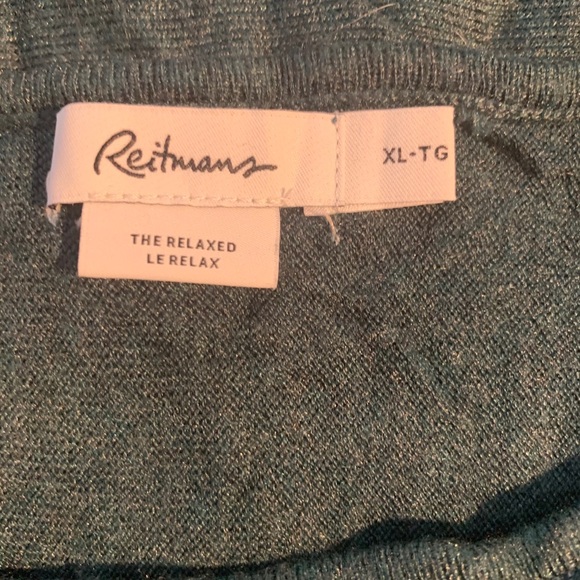 Reitmans
XL-TG
THE RELAXED
LE RELAX